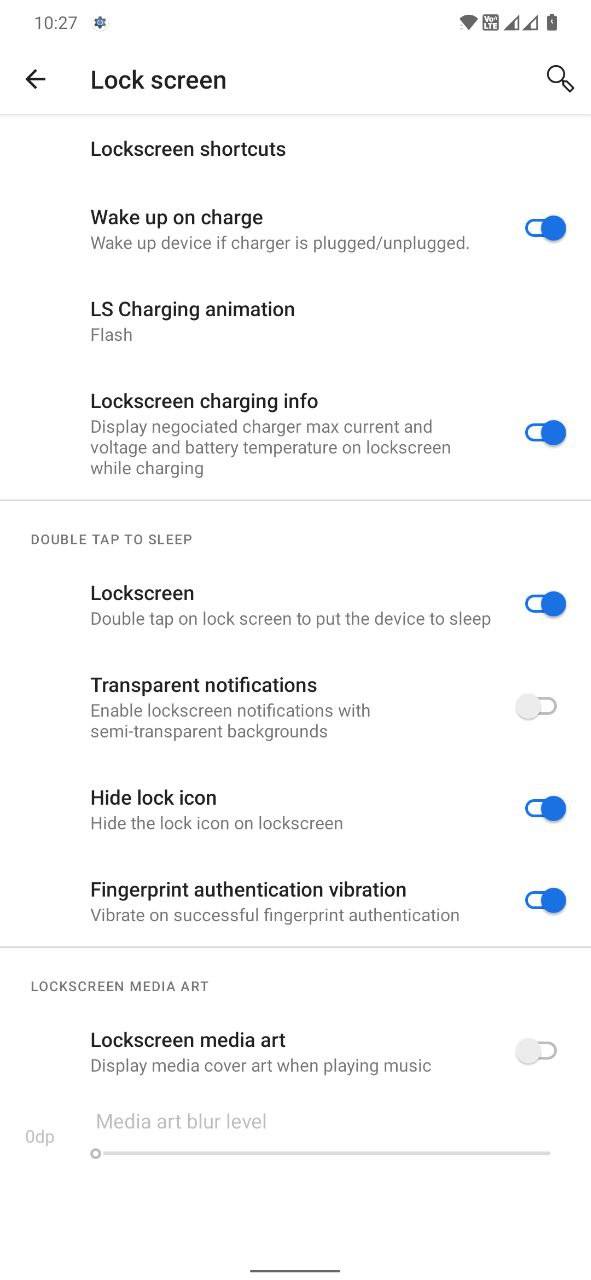 10:27
Vo)
LTE
Lock screen
Lockscreen shortcuts
Wake up on charge
Wake up device if charger is plugged/unplugged.
LS Charging animation
Flash
Lockscreen charging info
Display negociated charger max current and
voltage and battery temperature on lockscreen
while charging
DOUBLE TAP TO SLEEP
Lockscreen
Double tap on lock screen to put the device to sleep
Transparent notifications
Enable lockscreen notifications with
semi-transparent backgrounds
Hide lock icon
Hide the lock icon on lockscreen
Fingerprint authentication vibration
Vibrate on successful fingerprint authentication
LOCKSCREEN MEDIA ART
Lockscreen media art
Display media cover art when playing music
Media art blur level
0dp